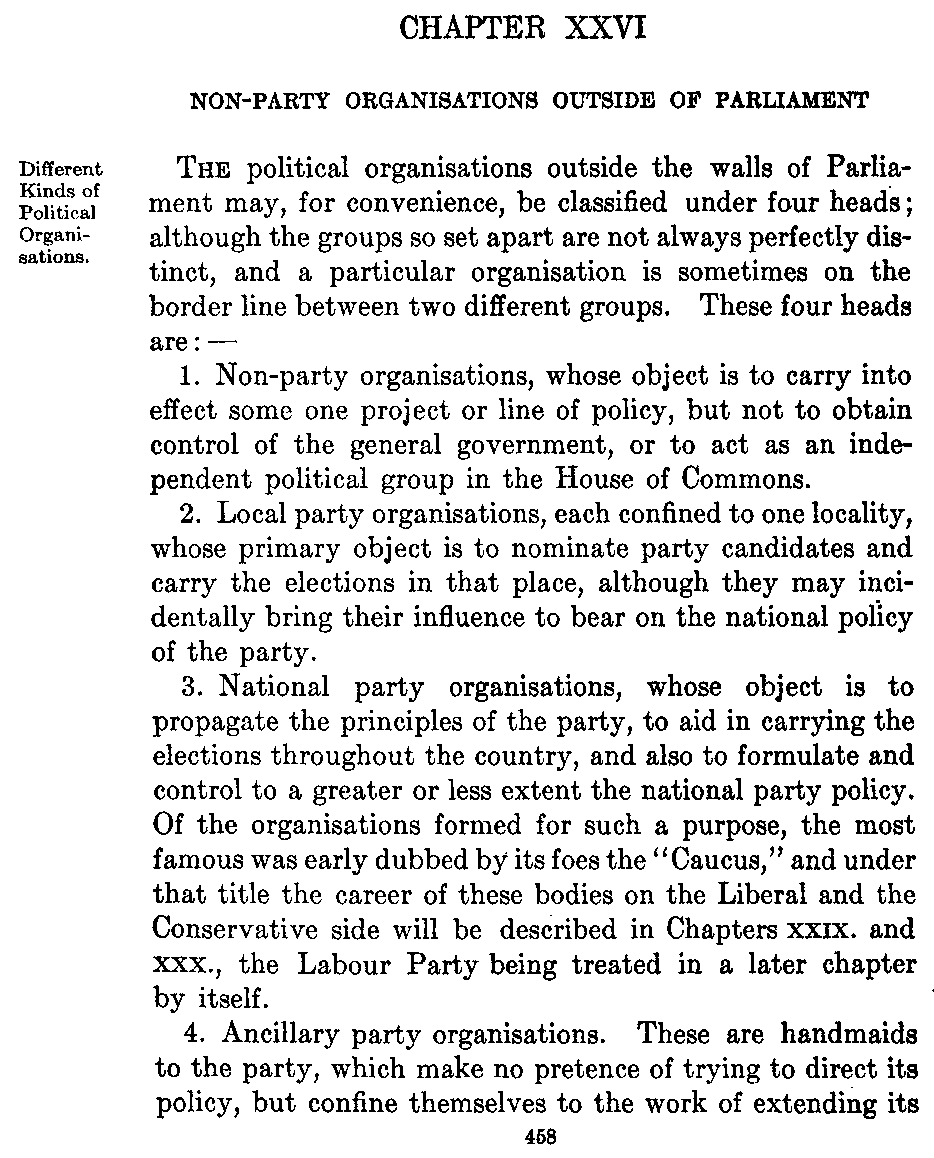 CHAPTER XXVI
NON-PARTY ORGANISATIONS OUTSIDE OF PARLIAMENT
Different
Kinds of
Political
Organi-
sations.
THE political organisations outside the walls of Parlia-
ment may, for convenience, be classified under four heads;
although the groups so set apart are not always perfectly dis-
tinct, and a particular organisation is sometimes on the
border line between two different groups. These four heads
are: —
1. Non-party organisations, whose object is to carry into
effect some one project or line of policy, but not to obtain
control of the general government, or to act as an inde-
pendent political group in the House of Commons.
2. Local party organisations, each confined to one locality,
whose primary object is to nominate party candidates and
carry the elections in that place, although they may inci-
dentally bring their influence to bear on the national policy
of the party.
3. National party organisations, whose object is to
propagate the principles of the party, to aid in carrying the
elections throughout the country, and also to formulate and
control to a greater or less extent the national party policy.
Of the organisations formed for such a purpose, the most
famous was early dubbed by its foes the "Caucus," and under
that title the career of these bodies on the Liberal and the
Conservative side will be described in Chapters XXIX. and
XXX., the Labour Party being treated in a later chapter
by itself.
4. Ancillary party organisations. These are handmaids
to the party, which make no pretence of trying to direct its
policy, but confine themselves to the work of extending its
458